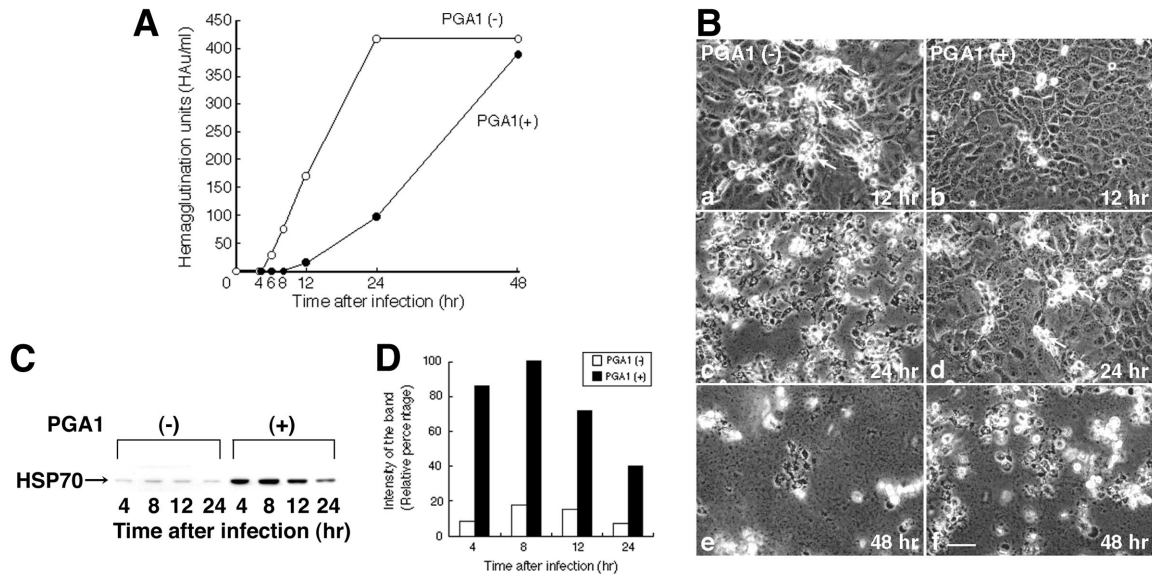 A
Hemagglutination units (HAu/ml)
450
400
350
300
250
200
150
100
50
0
4 6 8 12 24 48
Time after infection (hr)
PGA1 (-)
PGA1(+)
B
PGA1 (-)
a
12 hr
PGA1 (+)
b
12 hr
c
24 hr
d
24 hr
e
48 hr
f
48 hr
C
PGA1 (-) (+)
HSP70→
4 8 12 24 4 8 12 24
Time after infection (hr)
D
Intensity of the band
(Relative percentage)
100
80
60
40
20
0
4 8 12 24
Time after infection (hr)
PGA1 (-)
PGA1 (+)